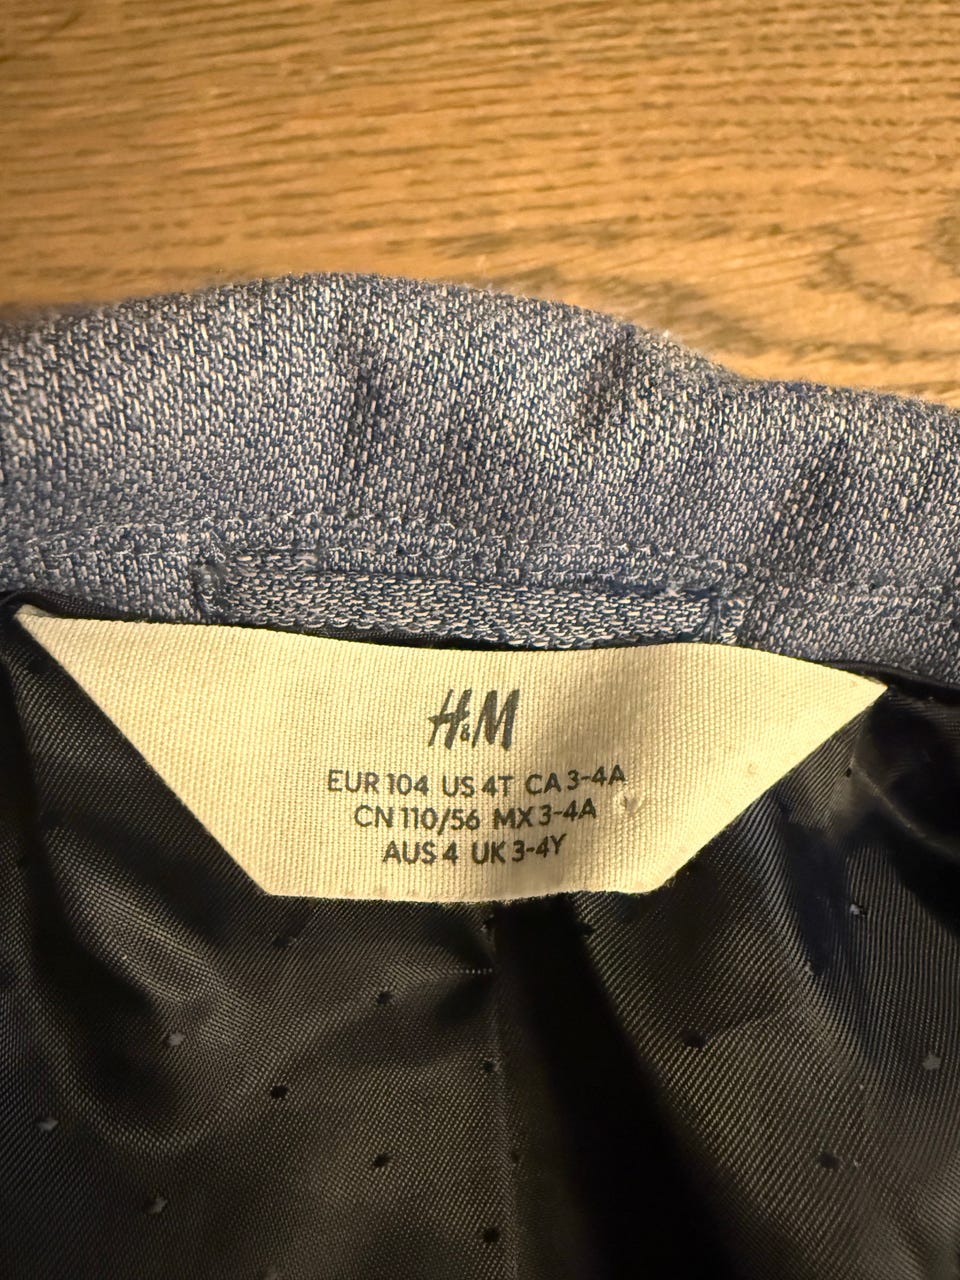 H&M
EUR 104 US 4T CA 3-4A
CN 110/56 MX 3-4A
AUS 4 UK 3-4Y